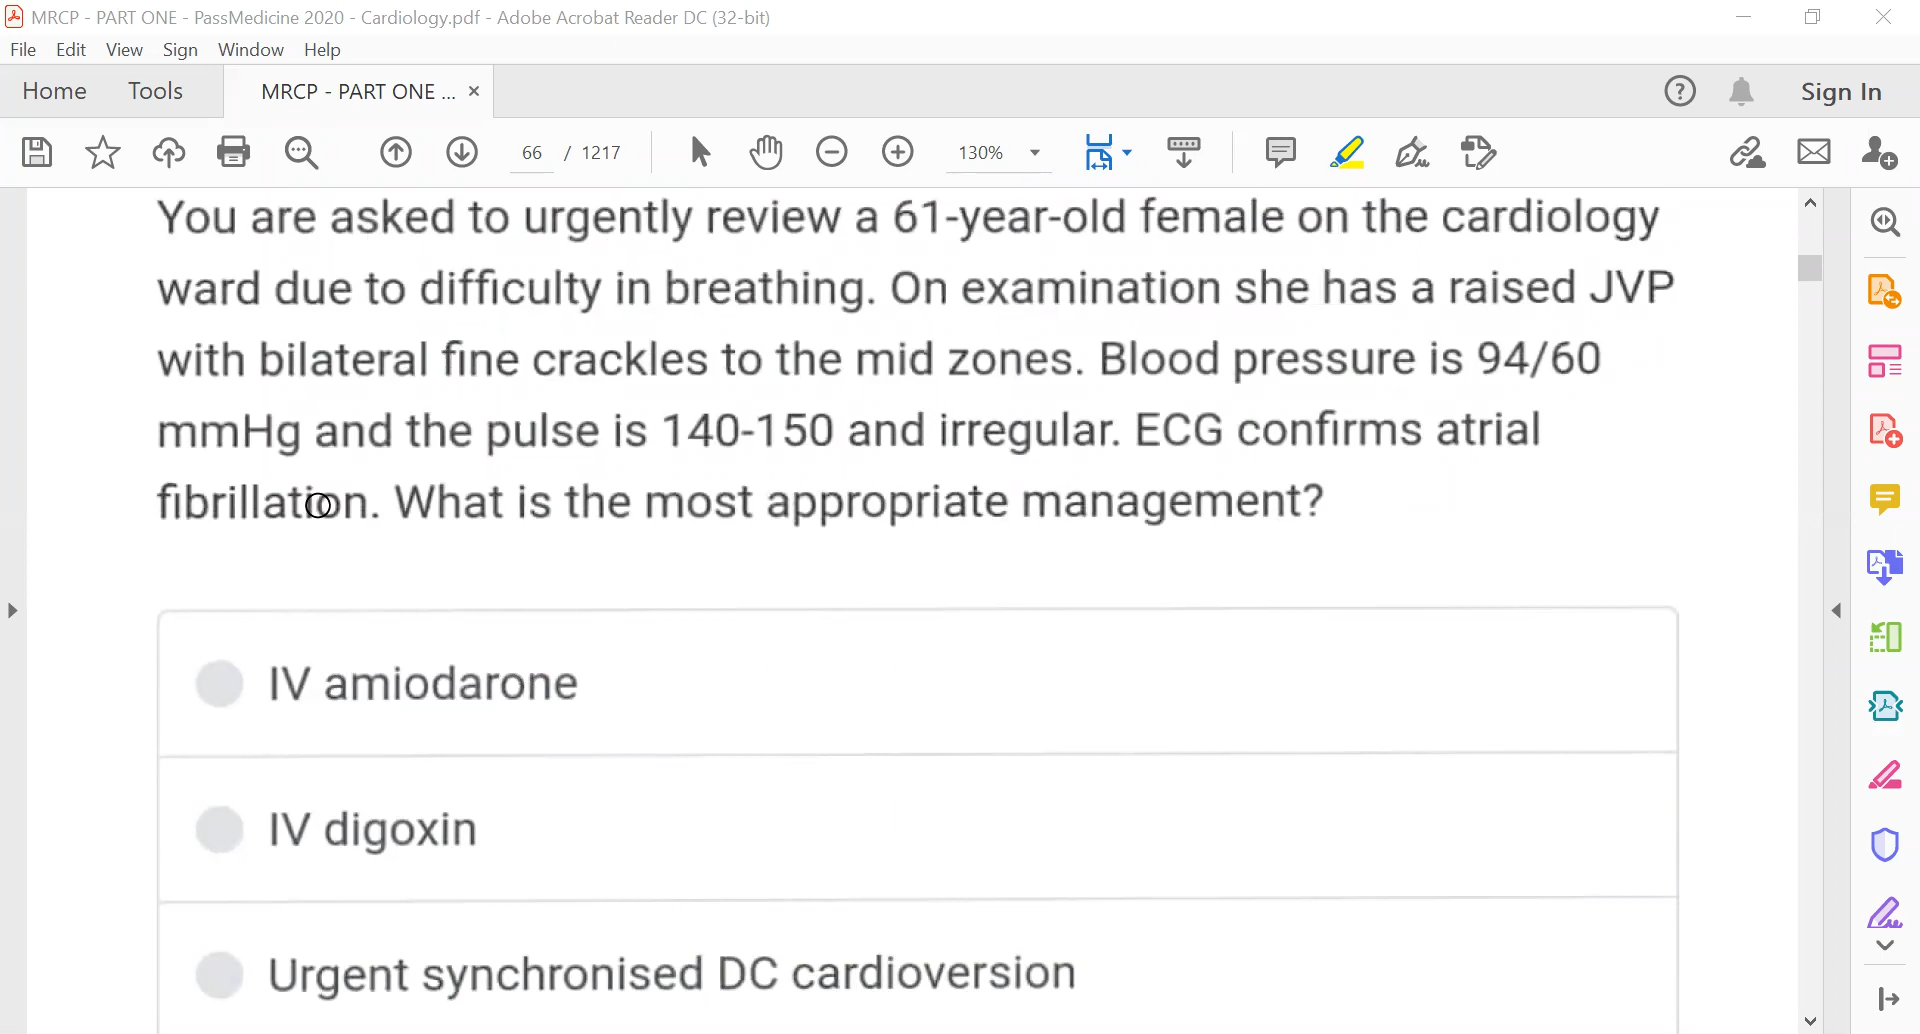 MRCP - PART ONE - PassMedicine 2020 - Cardiology.pdf - Adobe Acrobat Reader DC (32-bit)
File Edit View Sign Window Help
Home Tools MRCP - PART ONE ... × Sign In
66 / 1217 130%
You are asked to urgently review a 61-year-old female on the cardiology
ward due to difficulty in breathing. On examination she has a raised JVP
with bilateral fine crackles to the mid zones. Blood pressure is 94/60
mmHg and the pulse is 140-150 and irregular. ECG confirms atrial
fibrillation. What is the most appropriate management?
IV amiodarone
IV digoxin
Urgent synchronised DC cardioversion